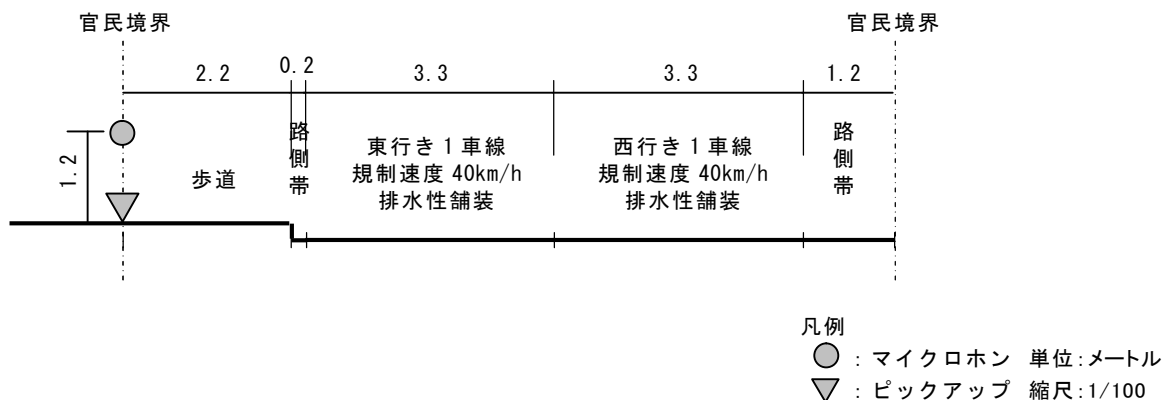 官民境界
官民境界
2.2
0.2
3.3
3.3
1.2
1.2
歩道
路側帯
東行き1車線
規制速度 40km/h
排水性舗装
西行き1車線
規制速度 40km/h
排水性舗装
路側帯
凡例
：マイクロホン 単位:メートル
：ピックアップ 縮尺:1/100